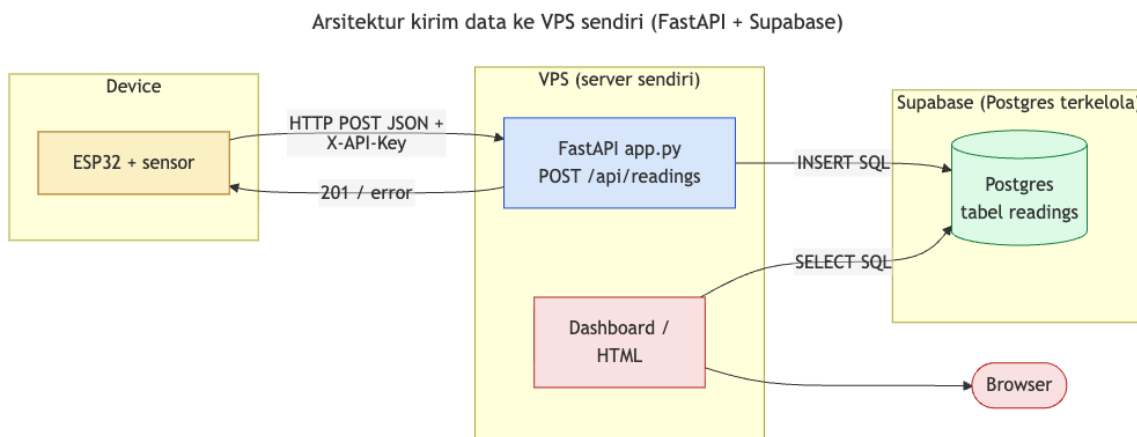 Arsitektur kirim data ke VPS sendiri (FastAPI + Supabase)
Device
ESP32 + sensor
HTTP POST JSON +
X-API-Key
201 / error
VPS (server sendiri)
FastAPI app.py
POST /api/readings
Dashboard /
HTML
INSERT SQL
SELECT SQL
Supabase (Postgres terkelola)
Postgres
tabel readings
Browser